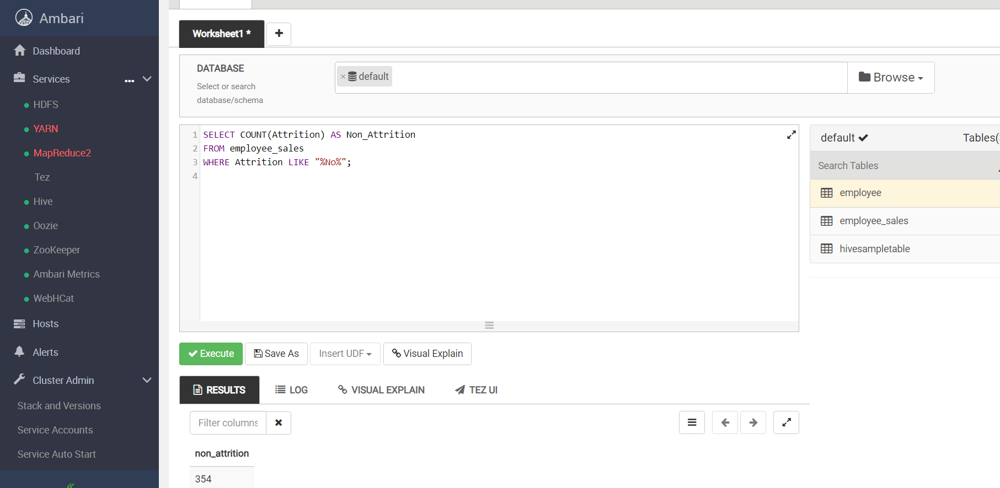 Ambari
Dashboard
Services
HDFS
YARN
MapReduce2
Tez
Hive
Oozie
ZooKeeper
Ambari Metrics
WebHCat
Hosts
Alerts
Cluster Admin
Stack and Versions
Service Accounts
Service Auto Start
Worksheet1 *
DATABASE
Select or search
database/schema
× default
Browse
1 SELECT COUNT(Attrition) AS Non_Attrition
2 FROM employee_sales
3 WHERE Attrition LIKE "%No%";
4
default
Tables(
Search Tables
employee
employee_sales
hivesampletable
Execute
Save As
Insert UDF
Visual Explain
RESULTS
LOG
VISUAL EXPLAIN
TEZ UI
Filter columns
non_attrition
354